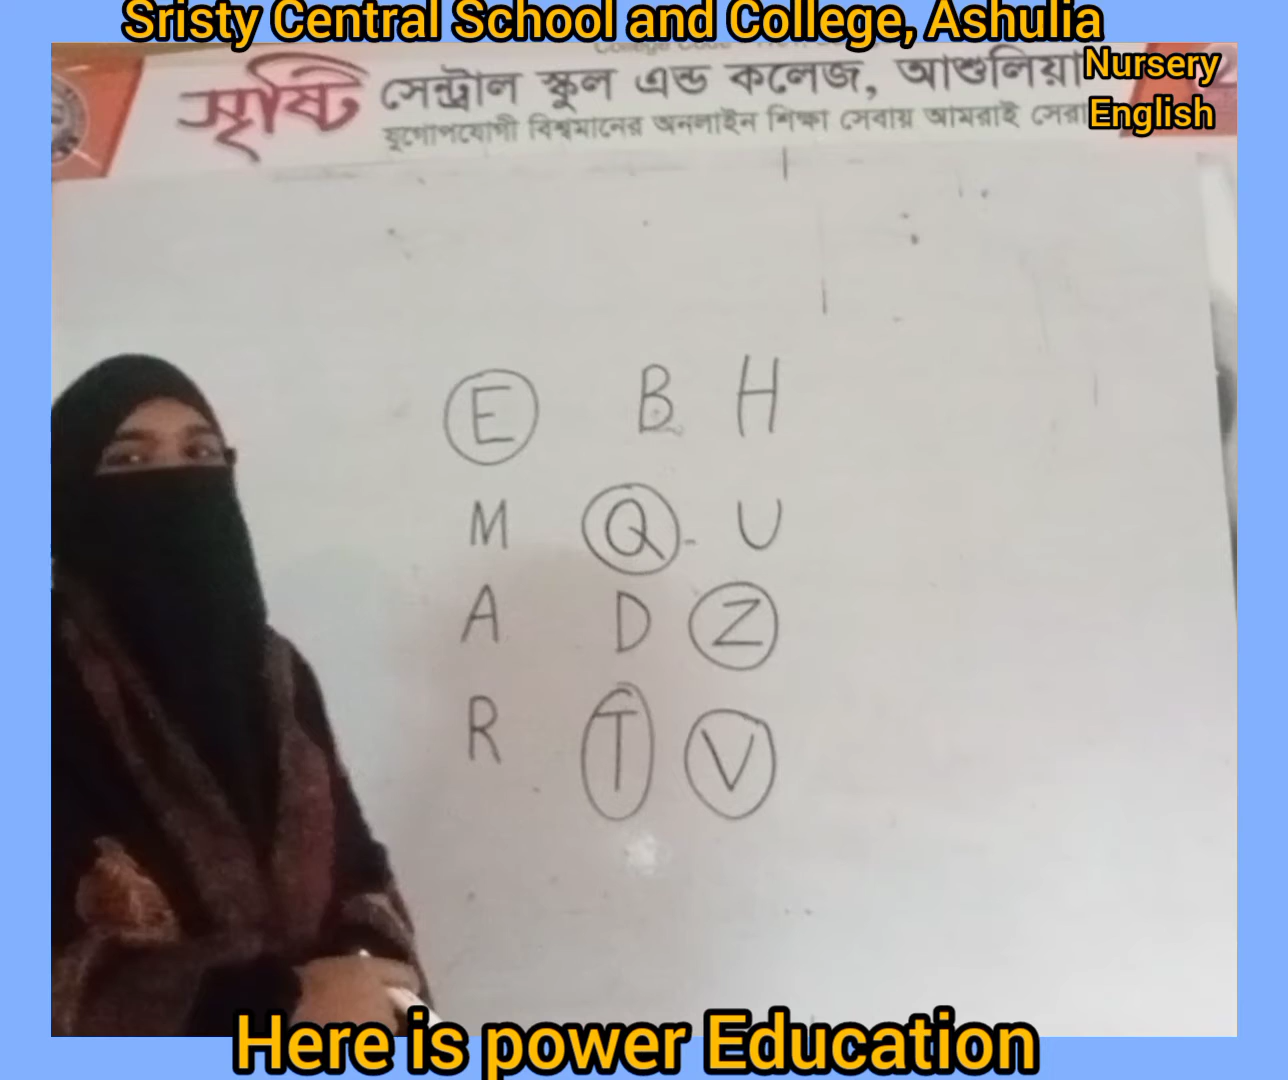 Sristy Central School and College, Ashulia
সৃষ্টি সেন্ট্রাল স্কুল এন্ড কলেজ, আশুলিয়া
Nursery
যুগোপযোগী বিশ্বমানের অনলাইন শিক্ষা সেবায় আমরাই সেরা
English
E B H
M Q U
A D Z
R T V
Here is power Education